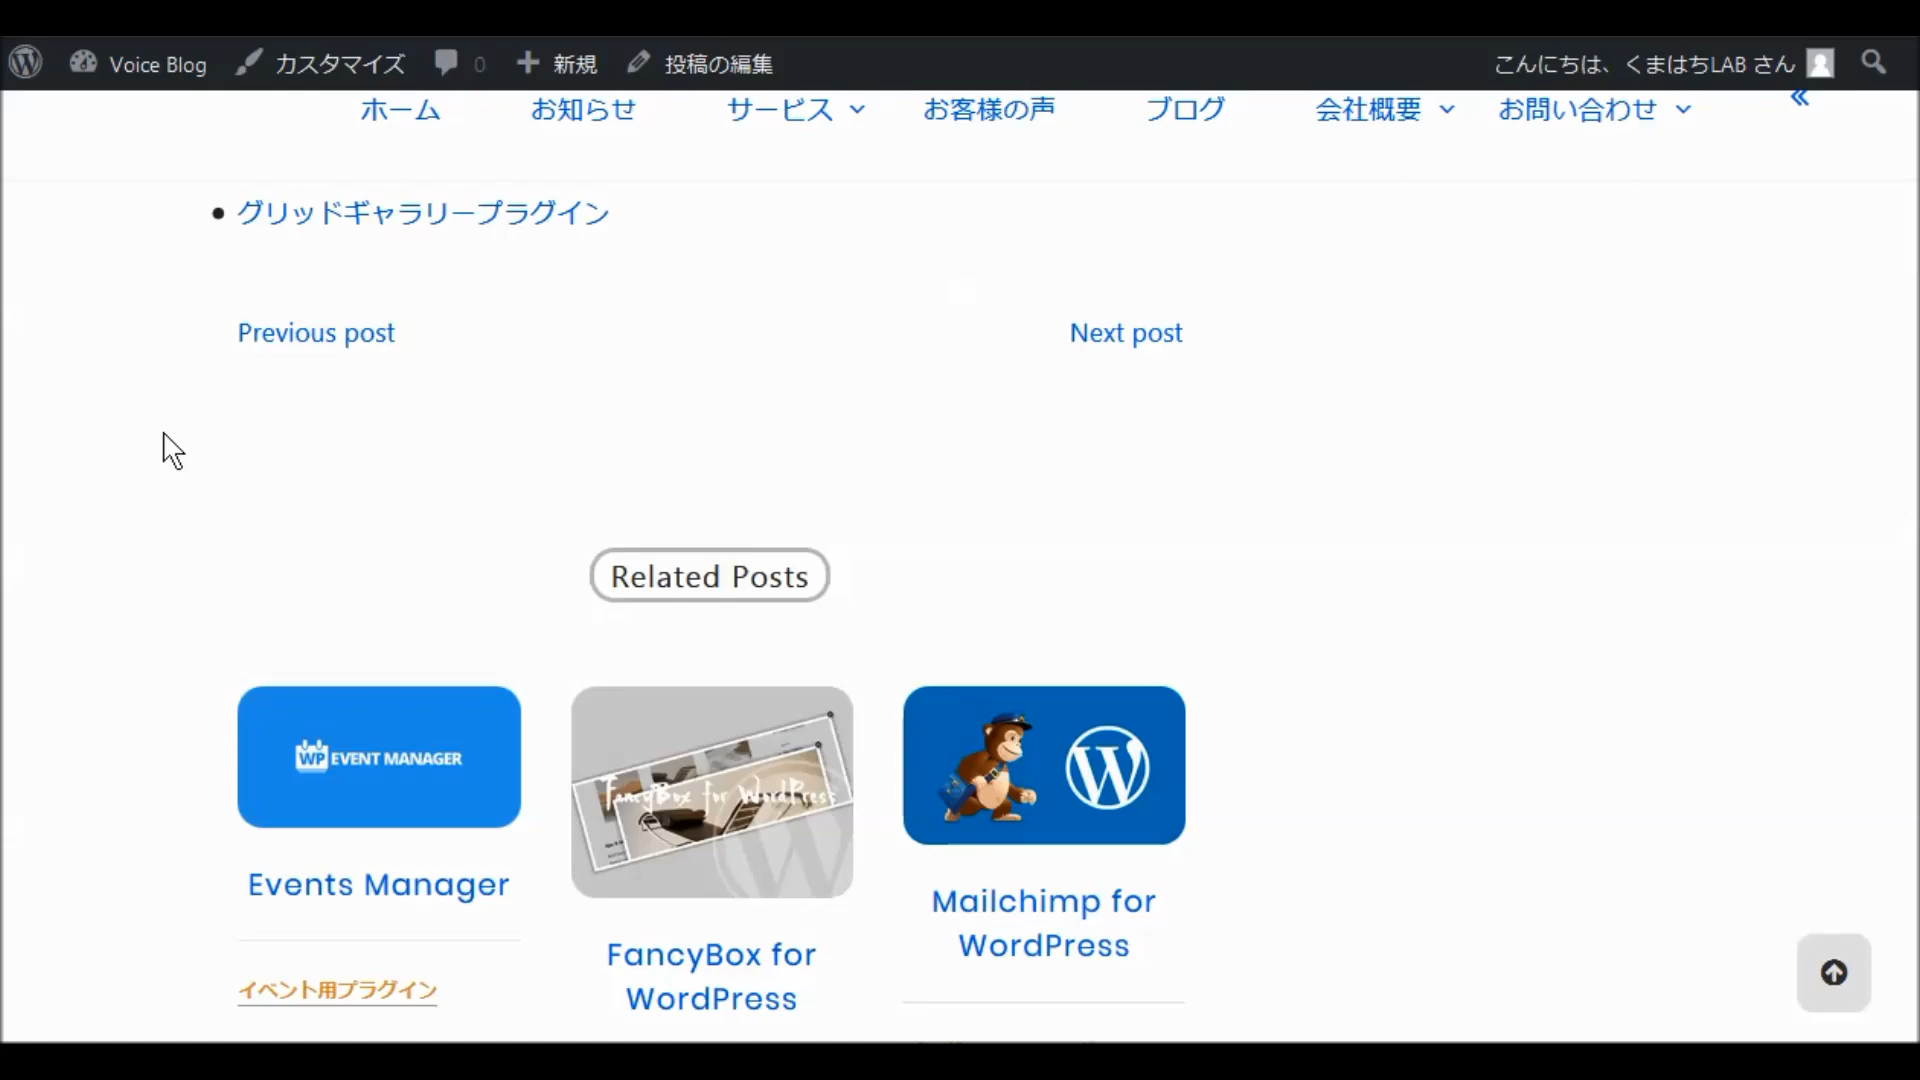 Voice Blog カスタマイズ 0 新規 投稿の編集 こんにちは、くまはちLAB さん
ホーム お知らせ サービス お客様の声 ブログ 会社概要 お問い合わせ
グリッドギャラリープラグイン
Previous post Next post
Related Posts
WP EVENT MANAGER
FancyBox for WordPress
Events Manager
Mailchimp for
WordPress
FancyBox for
WordPress
イベント用プラグイン